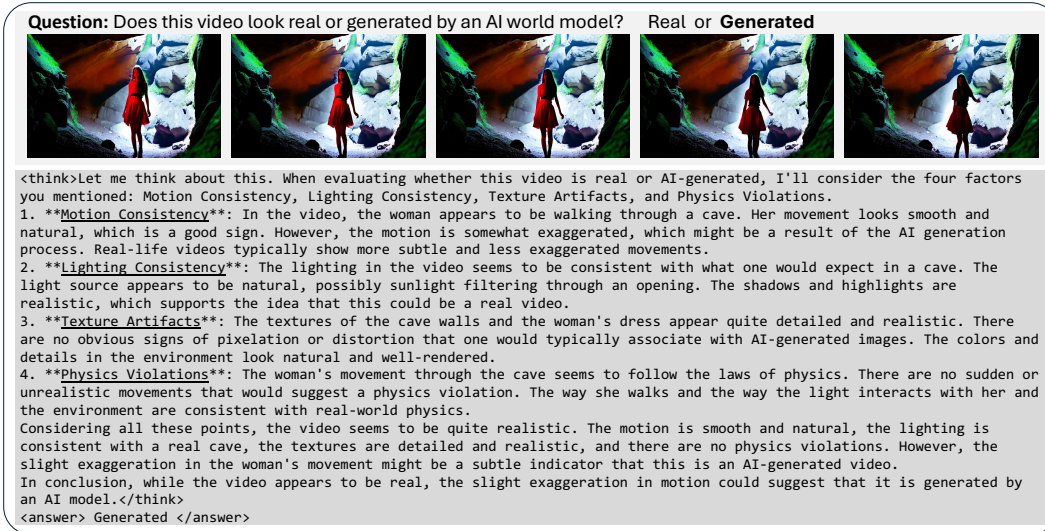 Question: Does this video look real or generated by an AI world model? Real or Generated
<think>Let me think about this. When evaluating whether this video is real or AI-generated, I'll consider the four factors
you mentioned: Motion Consistency, Lighting Consistency, Texture Artifacts, and Physics Violations.
1. **Motion Consistency**: In the video, the woman appears to be walking through a cave. Her movement looks smooth and
natural, which is a good sign. However, the motion is somewhat exaggerated, which might be a result of the AI generation
process. Real-life videos typically show more subtle and less exaggerated movements.
2. **Lighting Consistency**: The lighting in the video seems to be consistent with what one would expect in a cave. The
light source appears to be natural, possibly sunlight filtering through an opening. The shadows and highlights are
realistic, which supports the idea that this could be a real video.
3. **Texture Artifacts**: The textures of the cave walls and the woman's dress appear quite detailed and realistic. There
are no obvious signs of pixelation or distortion that one would typically associate with AI-generated images. The colors and
details in the environment look natural and well-rendered.
4. **Physics Violations**: The woman's movement through the cave seems to follow the laws of physics. There are no sudden or
unrealistic movements that would suggest a physics violation. The way she walks and the way the light interacts with her and
the environment are consistent with real-world physics.
Considering all these points, the video seems to be quite realistic. The motion is smooth and natural, the lighting is
consistent with a real cave, the textures are detailed and realistic, and there are no physics violations. However, the
slight exaggeration in the woman's movement might be a subtle indicator that this is an AI-generated video.
In conclusion, while the video appears to be real, the slight exaggeration in motion could suggest that it is generated by
an AI model.</think>
<answer> Generated </answer>